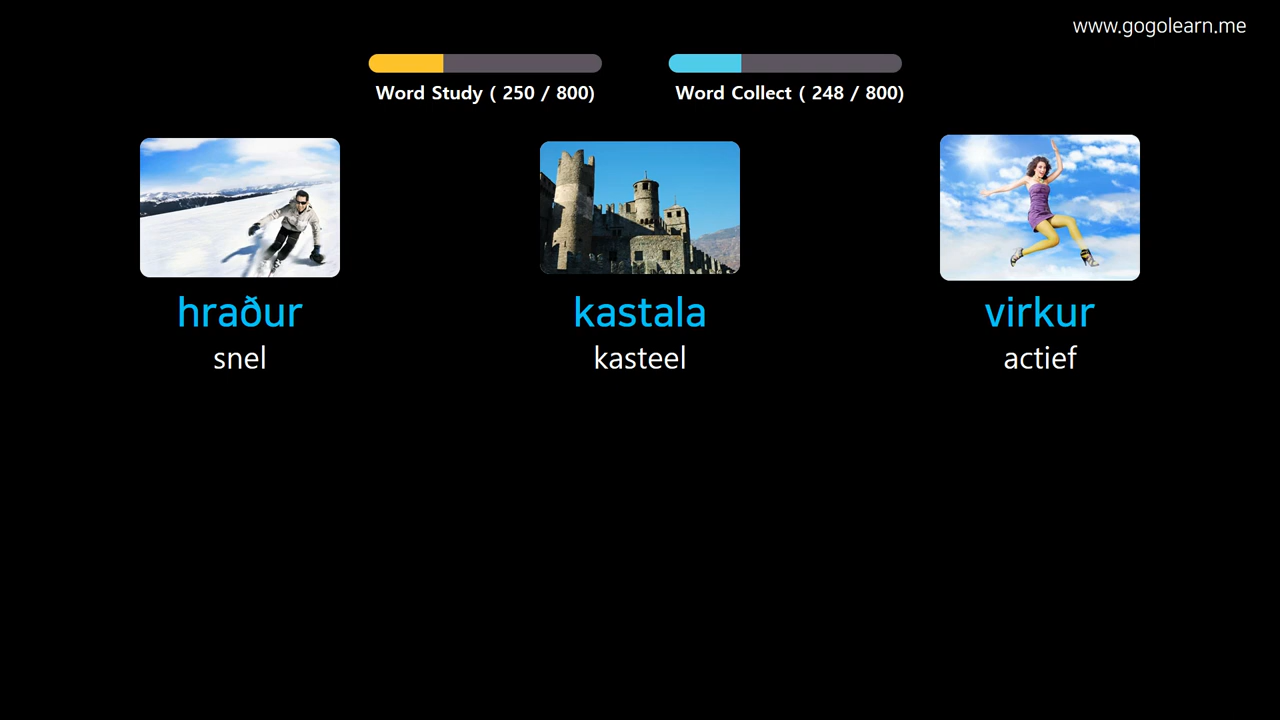 www.gogolearn.me
Word Study ( 250 / 800)
Word Collect ( 248 / 800)
hraður
snel
kastala
kasteel
virkur
actief